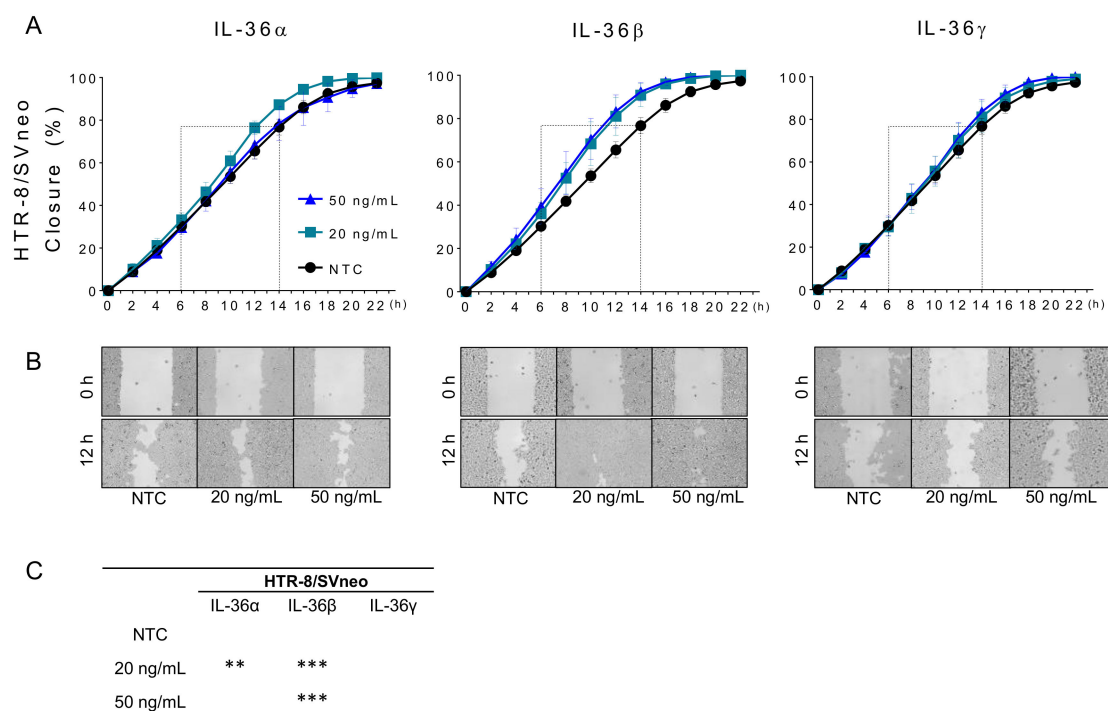 A
IL-36α
IL-36β
IL-36γ
HTR-8/SVneo
Closure (%)
100
80
60
40
20
0
50 ng/mL
20 ng/mL
NTC
0 2 4 6 8 10 12 14 16 18 20 22 (h)
100
80
60
40
20
0
0 2 4 6 8 10 12 14 16 18 20 22 (h)
100
80
60
40
20
0
0 2 4 6 8 10 12 14 16 18 20 22 (h)
B
0 h
12h
NTC 20 ng/mL 50 ng/mL
0 h
12h
NTC 20 ng/mL 50 ng/mL
0 h
12h
NTC 20 ng/mL 50 ng/mL
C
HTR-8/SVneo
IL-36α IL-36β IL-36γ
NTC
20 ng/mL ** ***
50 ng/mL ***